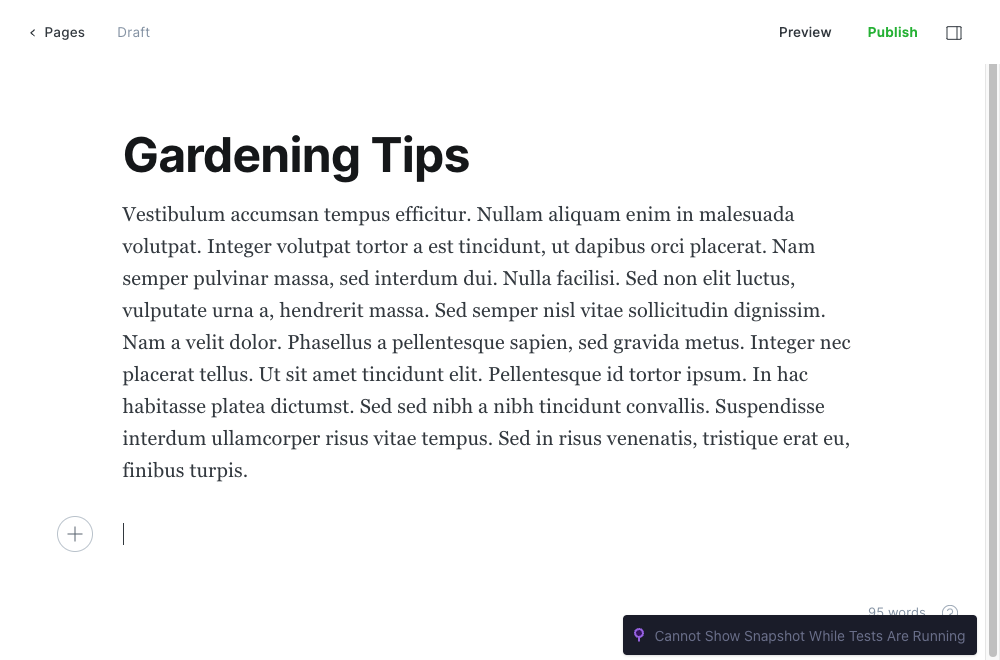 Pages
Draft
Preview
Publish
Gardening Tips
Vestibulum accumsan tempus efficitur. Nullam aliquam enim in malesuada
volutpat. Integer volutpat tortor a est tincidunt, ut dapibus orci placerat. Nam
semper pulvinar massa, sed interdum dui. Nulla facilisi. Sed non elit luctus,
vulputate urna a, hendrerit massa. Sed semper nisl vitae sollicitudin dignissim.
Nam a velit dolor. Phasellus a pellentesque sapien, sed gravida metus. Integer nec
placerat tellus. Ut sit amet tincidunt elit. Pellentesque id tortor ipsum. In hac
habitasse platea dictumst. Sed sed nibh a nibh tincidunt convallis. Suspendisse
interdum ullamcorper risus vitae tempus. Sed in risus venenatis, tristique erat eu,
finibus turpis.
95 words
Cannot Show Snapshot While Tests Are Running